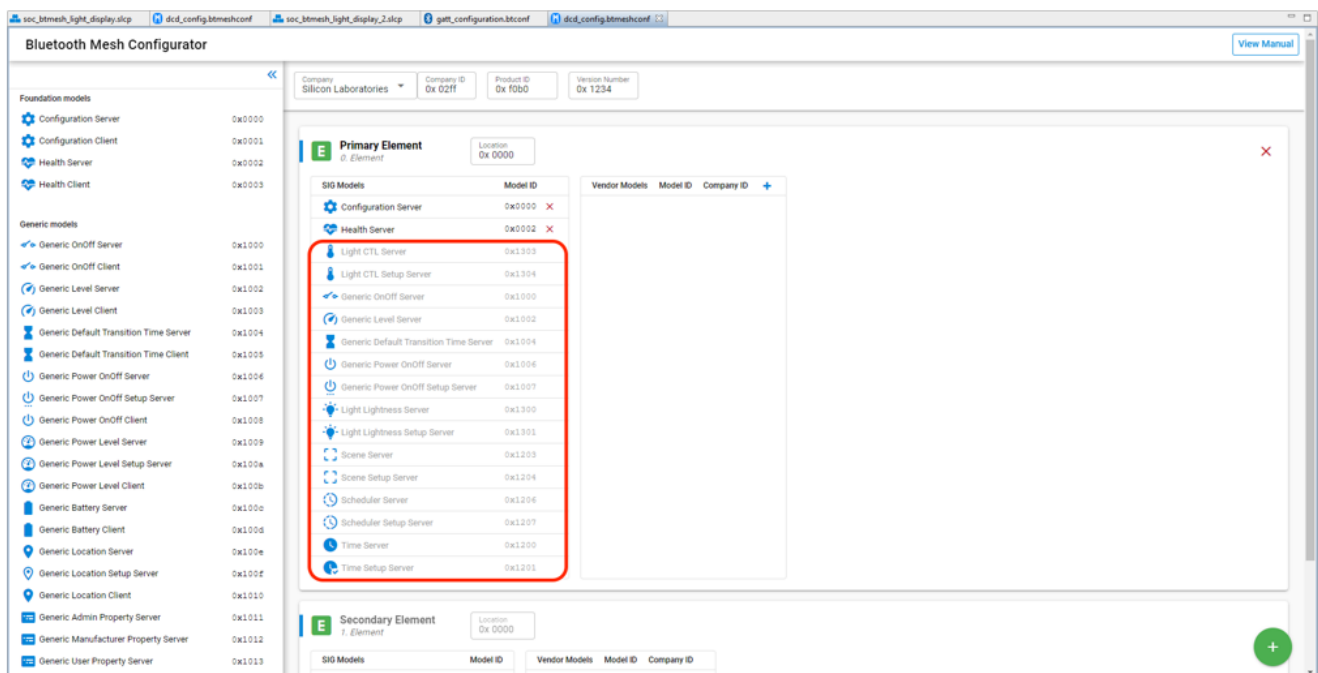 soc_btmesh_light_display.slcp dcd_config.btmeshconf soc_btmesh_light_display_2.slcp gatt_configuration.btconf dcd_config.btmeshconf
Bluetooth Mesh Configurator
View Manual
Foundation models
Configuration Server 0x0000
Configuration Client 0x0001
Health Server 0x0002
Health Client 0x0003
Generic models
Generic OnOff Server 0x1000
Generic OnOff Client 0x1001
Generic Level Server 0x1002
Generic Level Client 0x1003
Generic Default Transition Time Server 0x1004
Generic Default Transition Time Client 0x1005
Generic Power OnOff Server 0x1006
Generic Power OnOff Setup Server 0x1007
Generic Power OnOff Client 0x1008
Generic Power Level Server 0x1009
Generic Power Level Setup Server 0x100a
Generic Power Level Client 0x100b
Generic Battery Server 0x100c
Generic Battery Client 0x100d
Generic Location Server 0x100e
Generic Location Setup Server 0x100f
Generic Location Client 0x1010
Generic Admin Property Server 0x1011
Generic Manufacturer Property Server 0x1012
Generic User Property Server 0x1013
Company Company ID Product ID Version Number
Silicon Laboratories 0x 02ff 0x f0b0 0x 1234
E
Primary Element
0. Element
Location
0x 0000
SIG Models Model ID
Configuration Server 0x0000
Health Server 0x0002
Light CTL Server 0x1303
Light CTL Setup Server 0x1304
Generic OnOff Server 0x1000
Generic Level Server 0x1002
Generic Default Transition Time Server 0x1004
Generic Power OnOff Server 0x1006
Generic Power OnOff Setup Server 0x1007
Light Lightness Server 0x1300
Light Lightness Setup Server 0x1301
Scene Server 0x1203
Scene Setup Server 0x1204
Scheduler Server 0x1206
Scheduler Setup Server 0x1207
Time Server 0x1200
Time Setup Server 0x1201
Vendor Models Model ID Company ID +
E
Secondary Element
1. Element
Location
0x 0000
SIG Models Model ID
Vendor Models Model ID Company ID
+